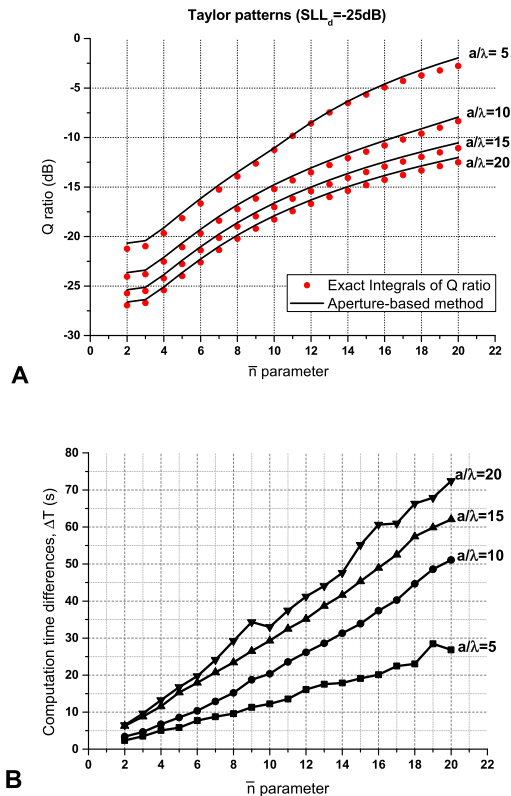 Taylor patterns (SLLd=-25dB)
0
-5
-10
-15
-20
-25
-30
Q ratio (dB)
a/λ= 5
a/λ=10
a/λ=15
a/λ=20
Exact Integrals of Q ratio
Aperture-based method
0 2 4 6 8 10 12 14 16 18 20 22
n̅ parameter
A
80
70
60
50
40
30
20
10
0
Computation time differences, ΔT (s)
a/λ=20
a/λ=15
a/λ=10
a/λ=5
0 2 4 6 8 10 12 14 16 18 20 22
n̅ parameter
B